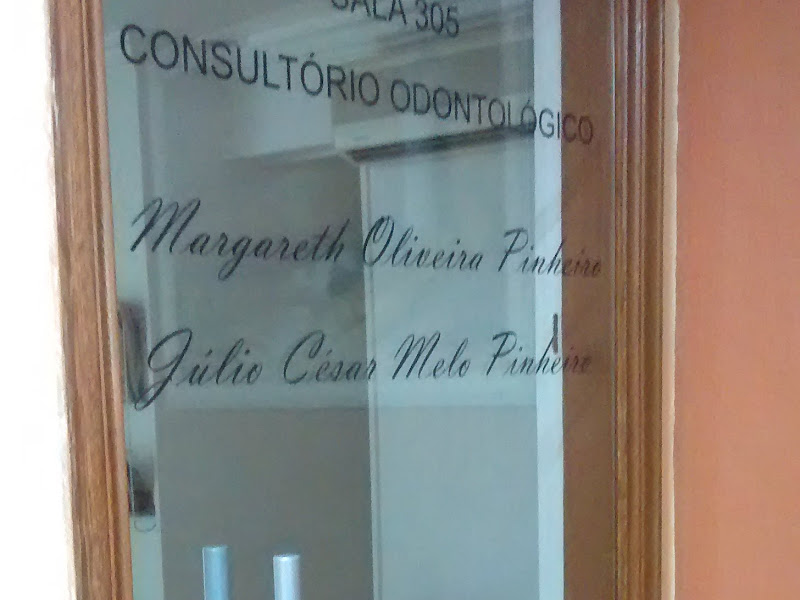 SALA 305
CONSULTÓRIO ODONTOLÓGICO
Margareth Oliveira Pinheiro
Júlio César Melo Pinheiro